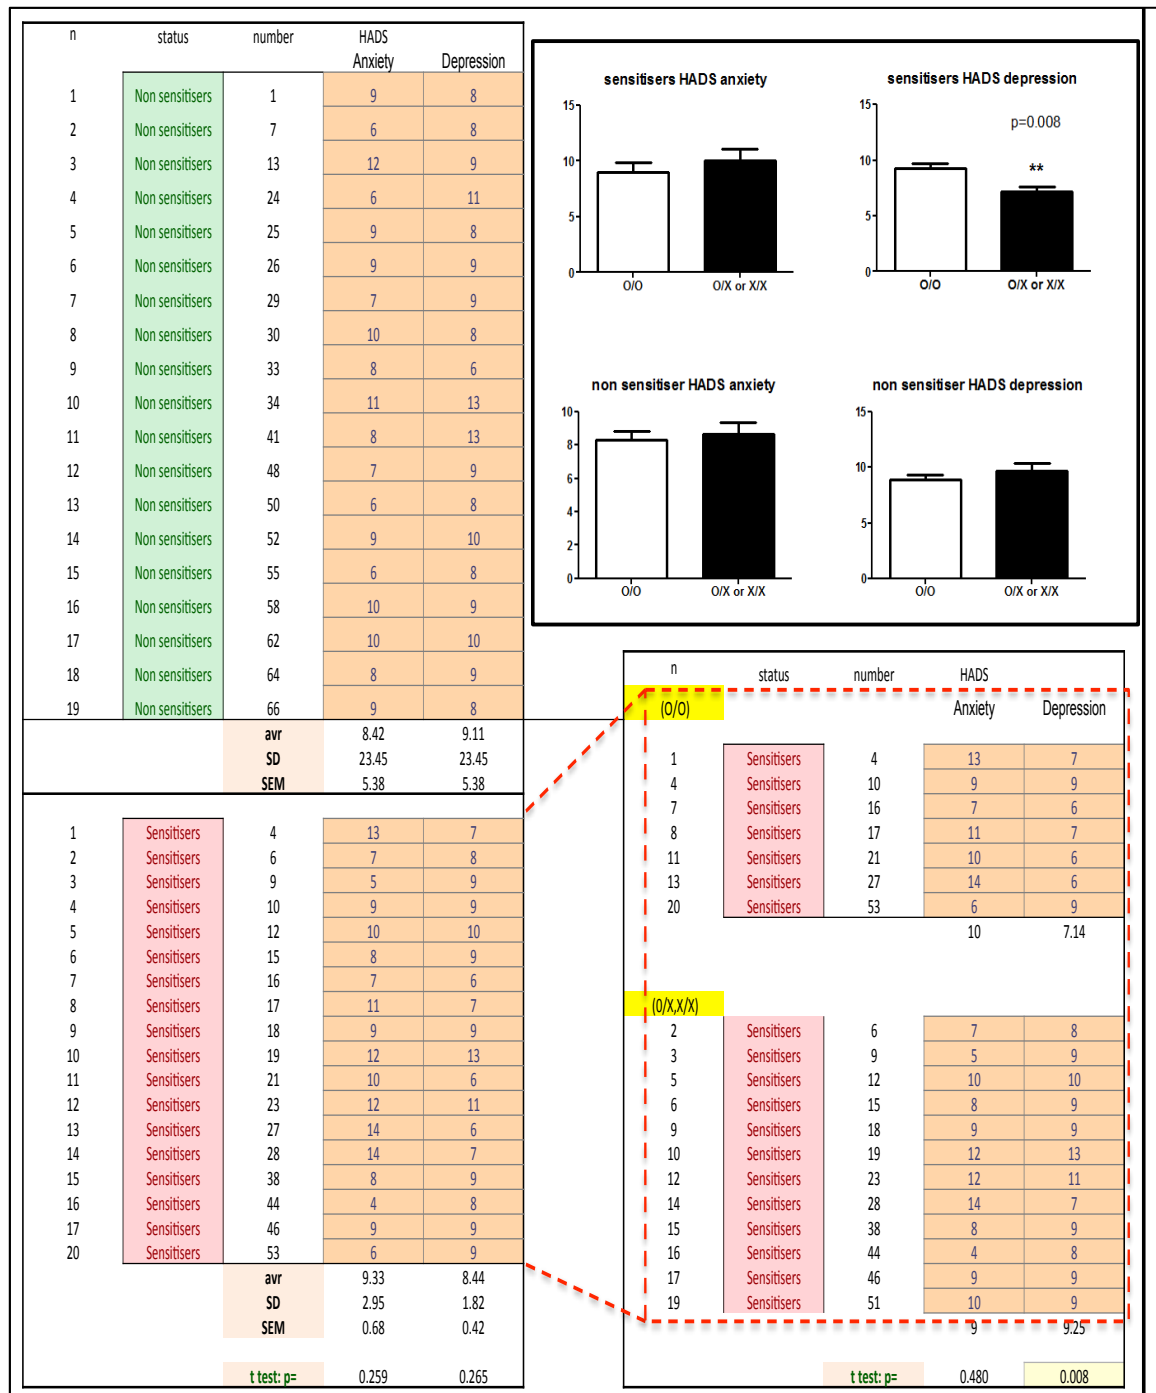 n status number HADS
Anxiety Depression
1 Non sensitisers 1 9 8
2 Non sensitisers 7 6 8
3 Non sensitisers 13 12 9
4 Non sensitisers 24 6 11
5 Non sensitisers 25 9 8
6 Non sensitisers 26 9 9
7 Non sensitisers 29 7 9
8 Non sensitisers 30 10 8
9 Non sensitisers 33 8 6
10 Non sensitisers 34 11 13
11 Non sensitisers 41 8 13
12 Non sensitisers 48 7 9
13 Non sensitisers 50 6 8
14 Non sensitisers 52 9 10
15 Non sensitisers 55 6 8
16 Non sensitisers 58 10 9
17 Non sensitisers 62 10 10
18 Non sensitisers 64 8 9
19 Non sensitisers 66 9 8
avr 8.42 9.11
SD 23.45 23.45
SEM 5.38 5.38
1 Sensitisers 4 13 7
2 Sensitisers 6 7 8
3 Sensitisers 9 5 9
4 Sensitisers 10 9 9
5 Sensitisers 12 10 10
6 Sensitisers 15 8 9
7 Sensitisers 16 7 6
8 Sensitisers 17 11 7
9 Sensitisers 18 9 9
10 Sensitisers 19 12 13
11 Sensitisers 21 10 6
12 Sensitisers 23 12 11
13 Sensitisers 27 14 6
14 Sensitisers 28 14 7
15 Sensitisers 38 8 9
16 Sensitisers 44 4 8
17 Sensitisers 46 9 9
20 Sensitisers 53 6 9
avr 9.33 8.44
SD 2.95 1.82
SEM 0.68 0.42
t test: p= 0.259 0.265
sensitisers HADS anxiety
15
10
5
0
O/O O/X or X/X
sensitisers HADS depression
15
10
5
0
p=0.008
**
O/O O/X or X/X
non sensitiser HADS anxiety
10
8
6
4
2
0
O/O O/X or X/X
non sensitiser HADS depression
15
10
5
0
O/O O/X or X/X
n status number HADS
(O/O) Anxiety Depression
1 Sensitisers 4 13 7
4 Sensitisers 10 9 9
7 Sensitisers 16 7 6
8 Sensitisers 17 11 7
11 Sensitisers 21 10 6
13 Sensitisers 27 14 6
20 Sensitisers 53 6 9
10 7.14
(O/X,X/X)
2 Sensitisers 6 7 8
3 Sensitisers 9 5 9
5 Sensitisers 12 10 10
6 Sensitisers 15 8 9
9 Sensitisers 18 9 9
10 Sensitisers 19 12 13
12 Sensitisers 23 12 11
14 Sensitisers 28 14 7
15 Sensitisers 38 8 9
16 Sensitisers 44 4 8
17 Sensitisers 46 9 9
19 Sensitisers 51 10 9
9 9.25
t test: p= 0.480 0.008